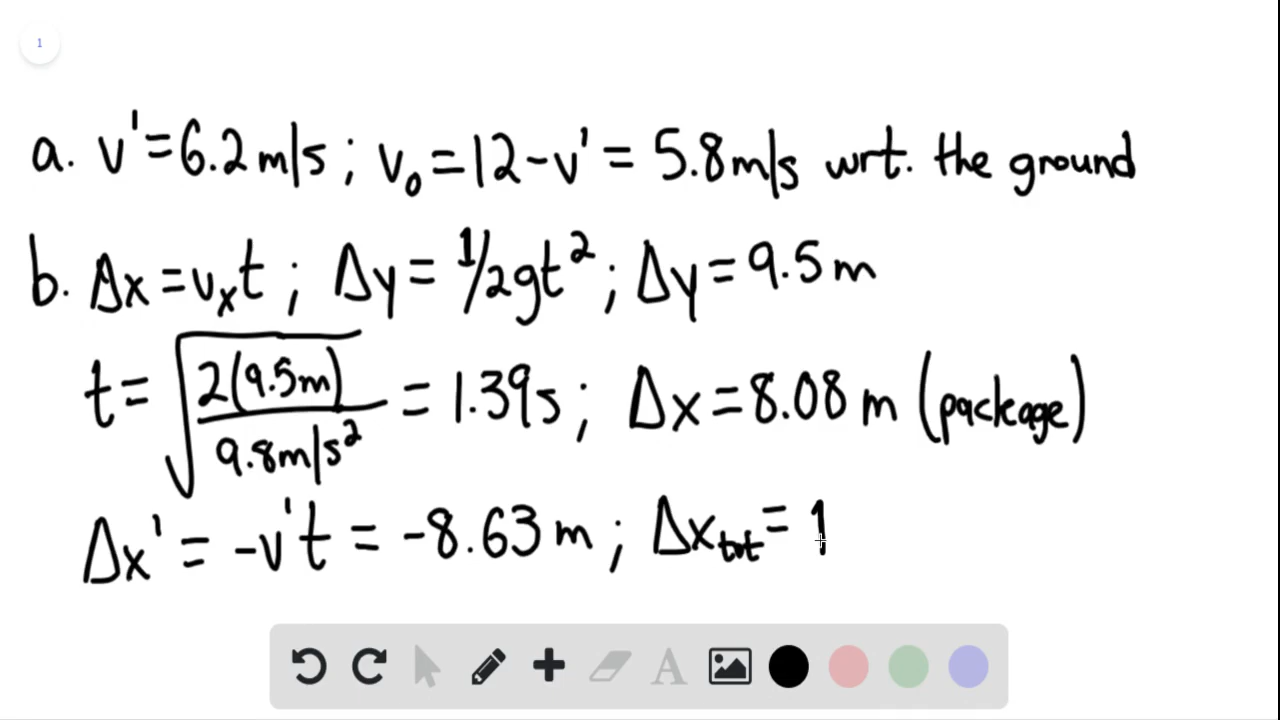 1
a. v' = 6.2 m/s ; v₀ = 12 - v' = 5.8 m/s wrt. the ground
b. Δx = vₓt ; Δy = 1/2gt² ; Δy = 9.5 m
t = √(2(9.5m)/9.8m/s²) = 1.39s ; Δx = 8.08 m (package)
Δx' = -v't = -8.63 m ; Δx_tot = 1
A